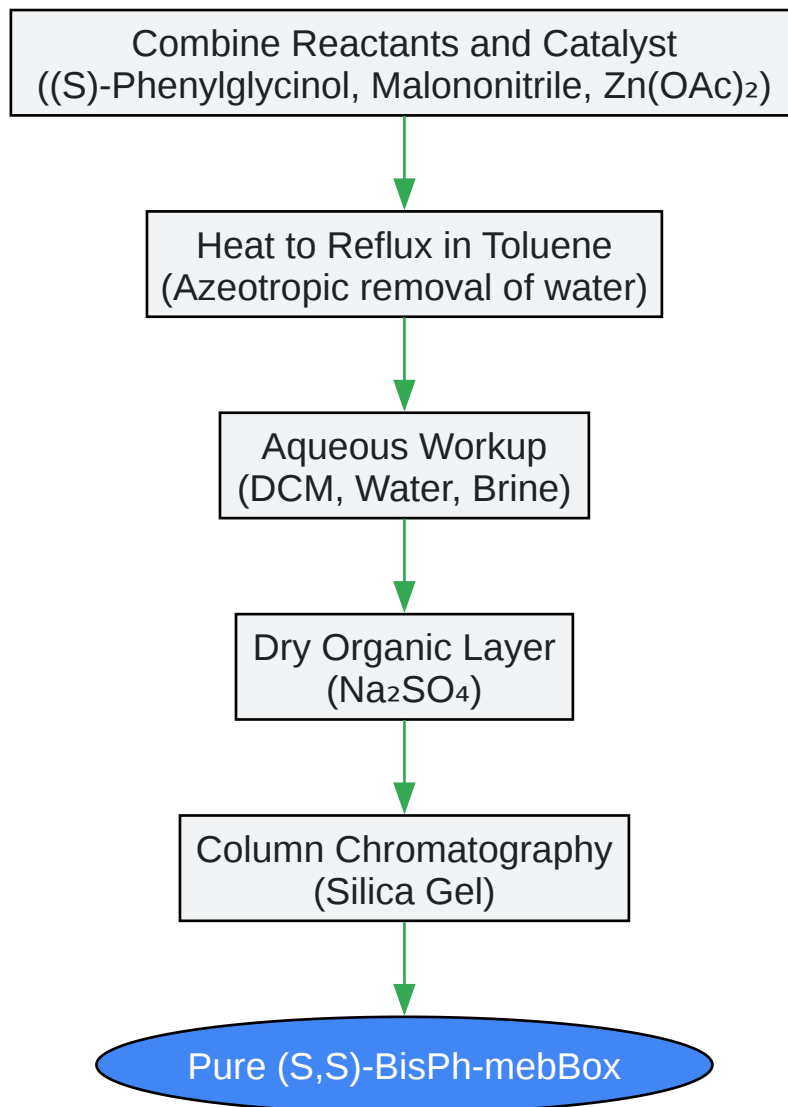 Combine Reactants and Catalyst
((S)-Phenylglycinol, Malononitrile, Zn(OAc)₂)
Heat to Reflux in Toluene
(Azeotropic removal of water)
Aqueous Workup
(DCM, Water, Brine)
Dry Organic Layer
(Na₂SO₄)
Column Chromatography
(Silica Gel)
Pure (S,S)-BisPh-mebBox